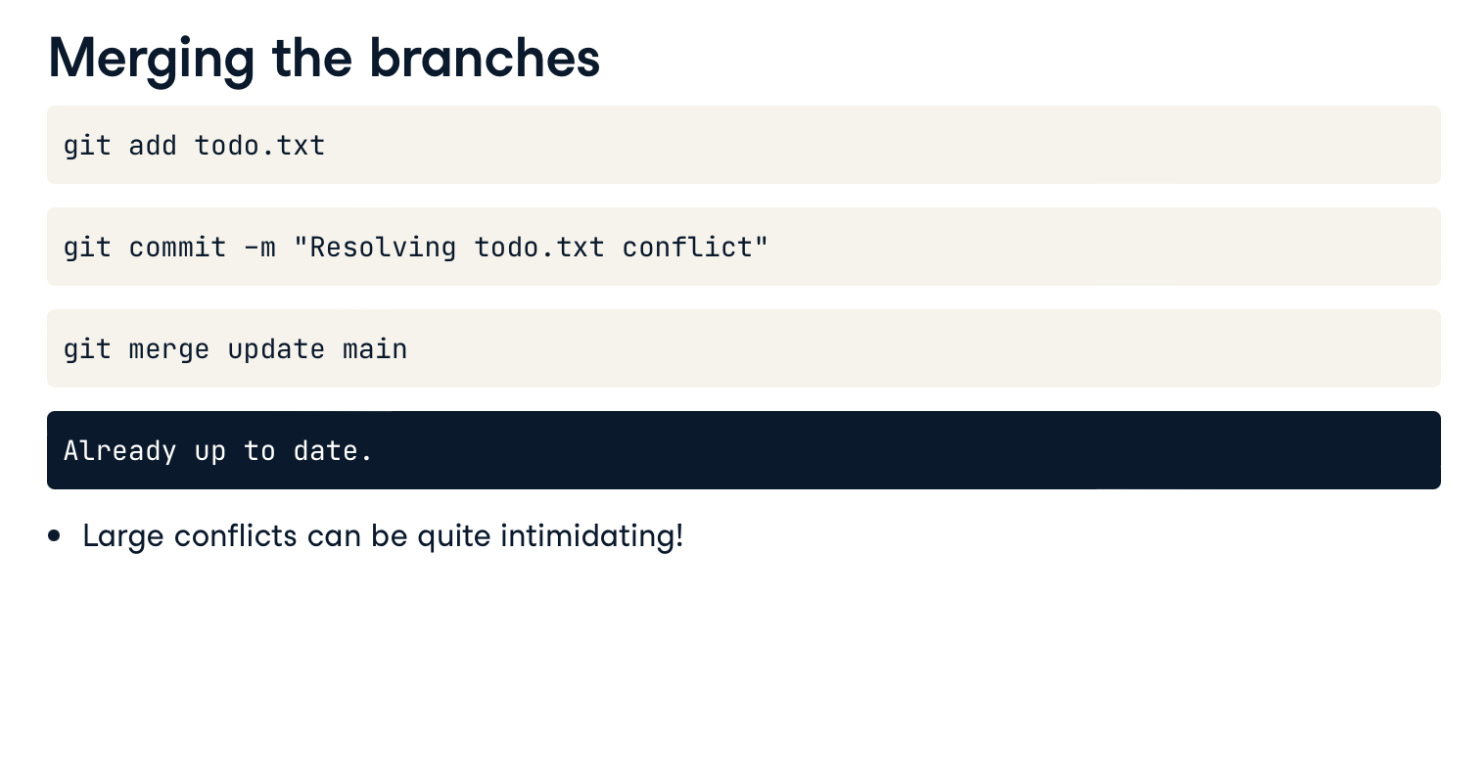 Merging the branches
git add todo.txt
git commit -m "Resolving todo.txt conflict"
git merge update main
Already up to date.
• Large conflicts can be quite intimidating!